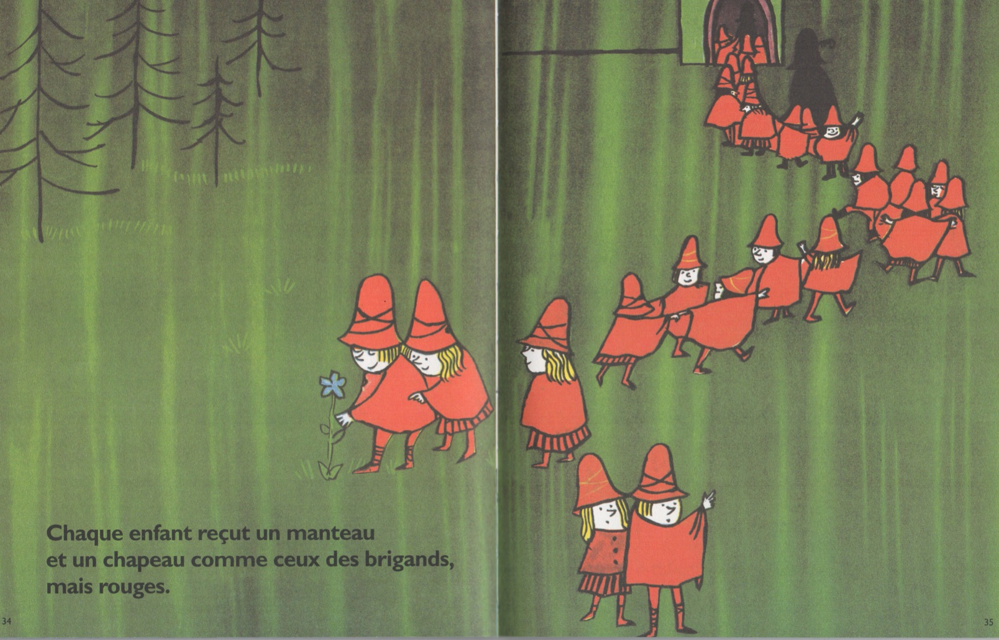 Chaque enfant reçut un manteau
et un chapeau comme ceux des brigands,
mais rouges.
34
35